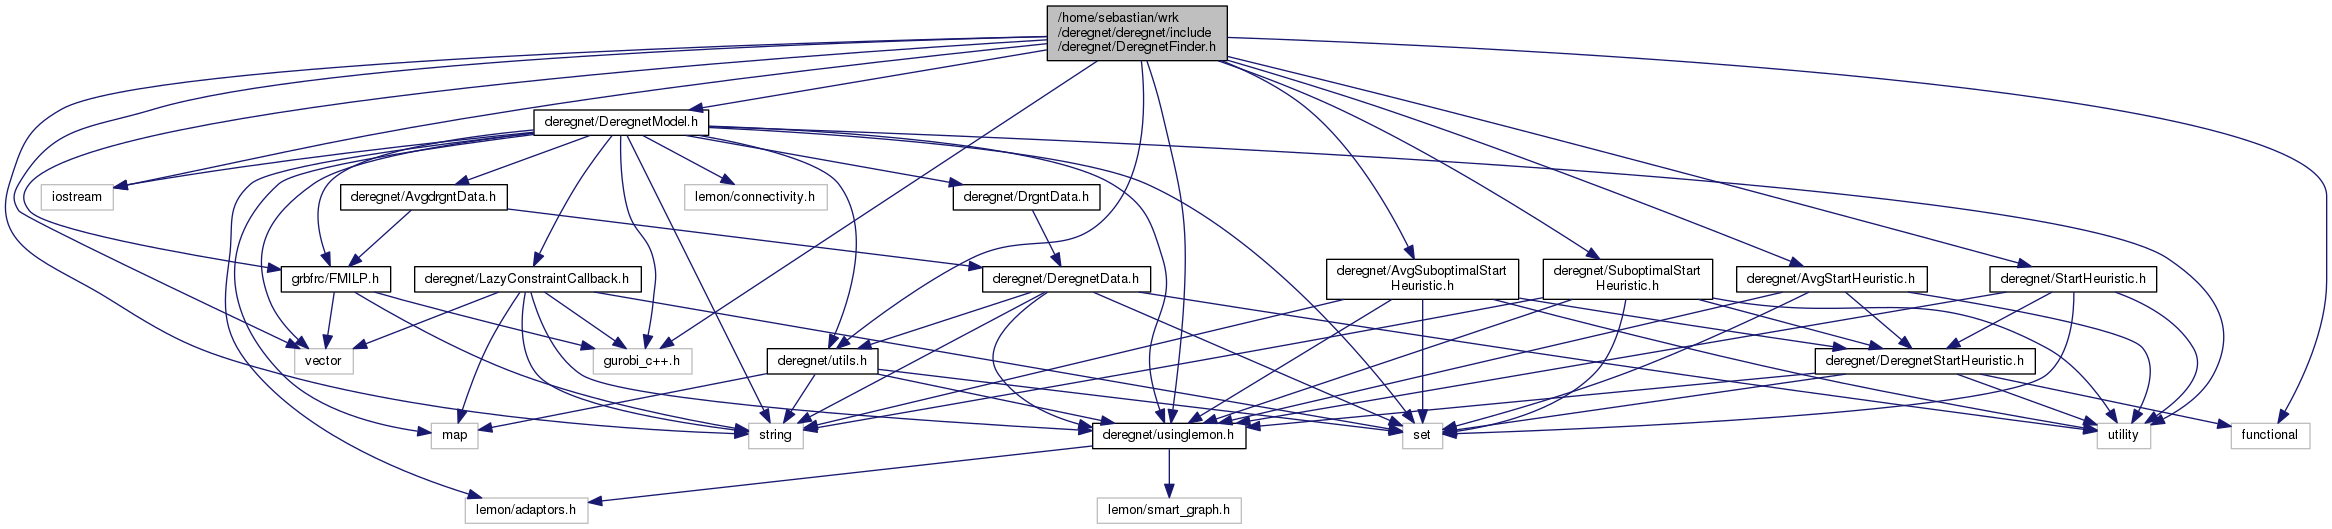 /home/sebastian/wrk
/deregnet/deregnet/include
/deregnet/DeregnetFinder.h
deregnet/DeregnetModel.h
iostream
deregnet/AvgdrgntData.h
lemon/connectivity.h
deregnet/DrgntData.h
grbfrc/FMILP.h
deregnet/LazyConstraintCallback.h
deregnet/DeregnetData.h
deregnet/AvgSuboptimalStart
Heuristic.h
deregnet/SuboptimalStart
Heuristic.h
deregnet/AvgStartHeuristic.h
deregnet/StartHeuristic.h
vector
gurobi_c++.h
deregnet/utils.h
deregnet/DeregnetStartHeuristic.h
map
string
deregnet/usinglemon.h
set
utility
functional
lemon/adaptors.h
lemon/smart_graph.h